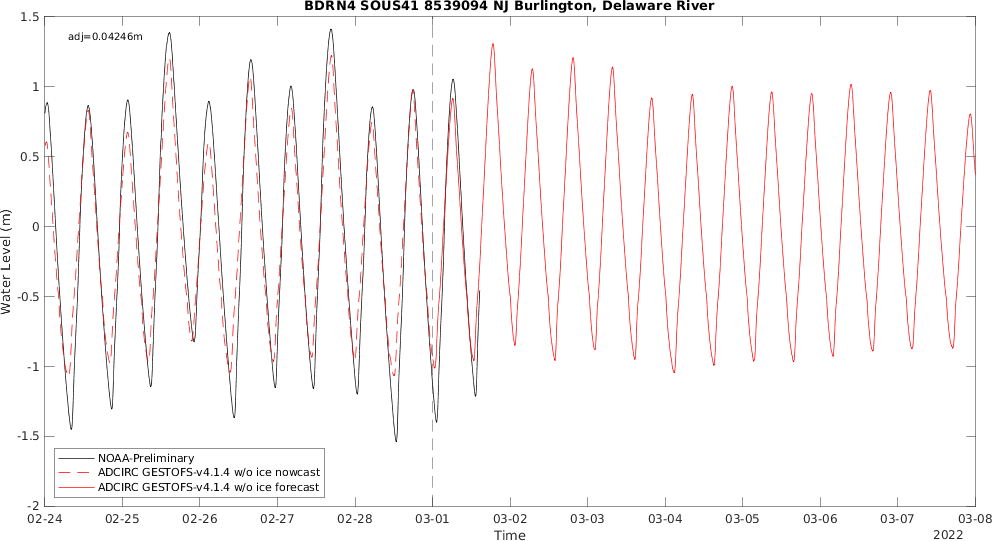 BDRN4 SOUS41 8539094 NJ Burlington, Delaware River
adj=0.04246m
1.5
1
0.5
0
-0.5
-1
-1.5
-2
Water Level (m)
NOAA-Preliminary
ADCIRC GESTOFS-v4.1.4 w/o ice nowcast
ADCIRC GESTOFS-v4.1.4 w/o ice forecast
02-24 02-25 02-26 02-27 02-28 03-01 03-02 03-03 03-04 03-05 03-06 03-07 03-08
Time
2022